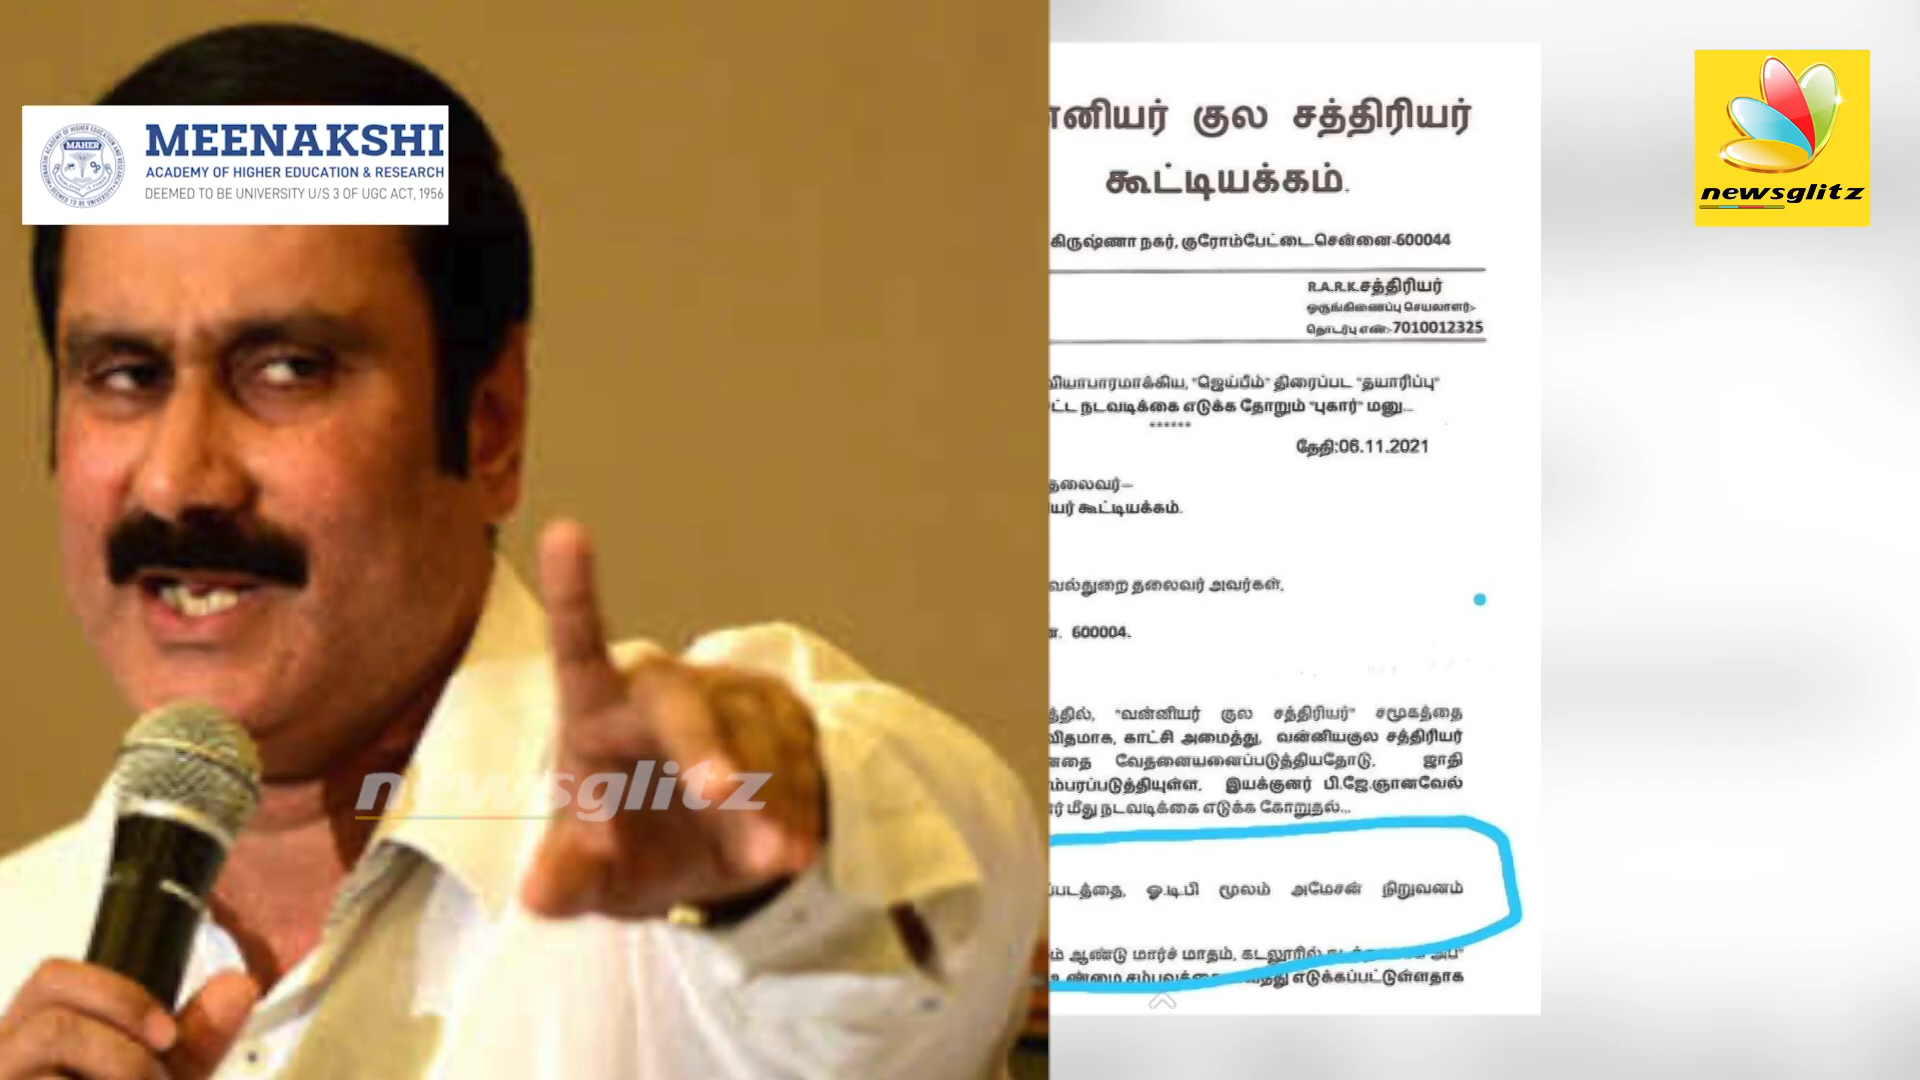 MEENAKSHI
ACADEMY OF HIGHER EDUCATION & RESEARCH
DEEMED TO BE UNIVERSITY U/S 3 OF UGC ACT, 1956
MAHER
newsglitz
newsglitz
ன்னியர் குல சத்திரியர்
கூட்டியக்கம்.
கிருஷ்ணா நகர், குரோம்பேட்டை.சென்னை-600044
R.A.R.K.சத்திரியர்
ஒருங்கிணைப்பு செயலாளர்:-
தொடர்பு எண்:-7010012325
வியாபாரமாக்கிய, "ஜெய்பீம்" திரைப்பட "தயாரிப்பு"
ட்ட நடவடிக்கை எடுக்க தோறும் "புகார்" மனு...
******
தேதி:06.11.2021
தலைவர்—
யர் கூட்டியக்கம்.
வல்துறை தலைவர் அவர்கள்,
600004.
த்தில், "வன்னியர் குல சத்திரியர்" சமூகத்தை
விதமாக, காட்சி அமைத்து, வன்னியகுல சத்திரியர்
னதை வேதனையனைப்படுத்தியதோடு, ஜாதி
ம்பரப்படுத்தியுள்ள, இயக்குனர் பி.ஜே.ஞானவேல்
ர் மீது நடவடிக்கை எடுக்க கோறுதல்...
ப்படத்தை, ஓ.டி.பி மூலம் அமேசன் நிறுவனம்
ம் ஆண்டு மார்ச் மாதம், கடலூரில்
உண்மை எடுக்கப்பட்டுள்ளதாக